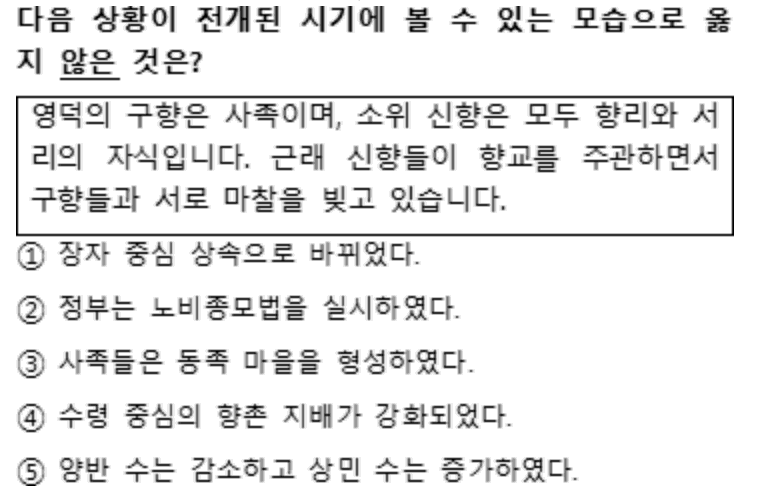 다음 상황이 전개된 시기에 볼 수 있는 모습으로 옳
지 않은 것은?
영덕의 구향은 사족이며, 소위 신향은 모두 향리와 서
리의 자식입니다. 근래 신향들이 향교를 주관하면서
구향들과 서로 마찰을 빚고 있습니다.
① 장자 중심 상속으로 바뀌었다.
② 정부는 노비종모법을 실시하였다.
③ 사족들은 동족 마을을 형성하였다.
④ 수령 중심의 향촌 지배가 강화되었다.
⑤ 양반 수는 감소하고 상민 수는 증가하였다.